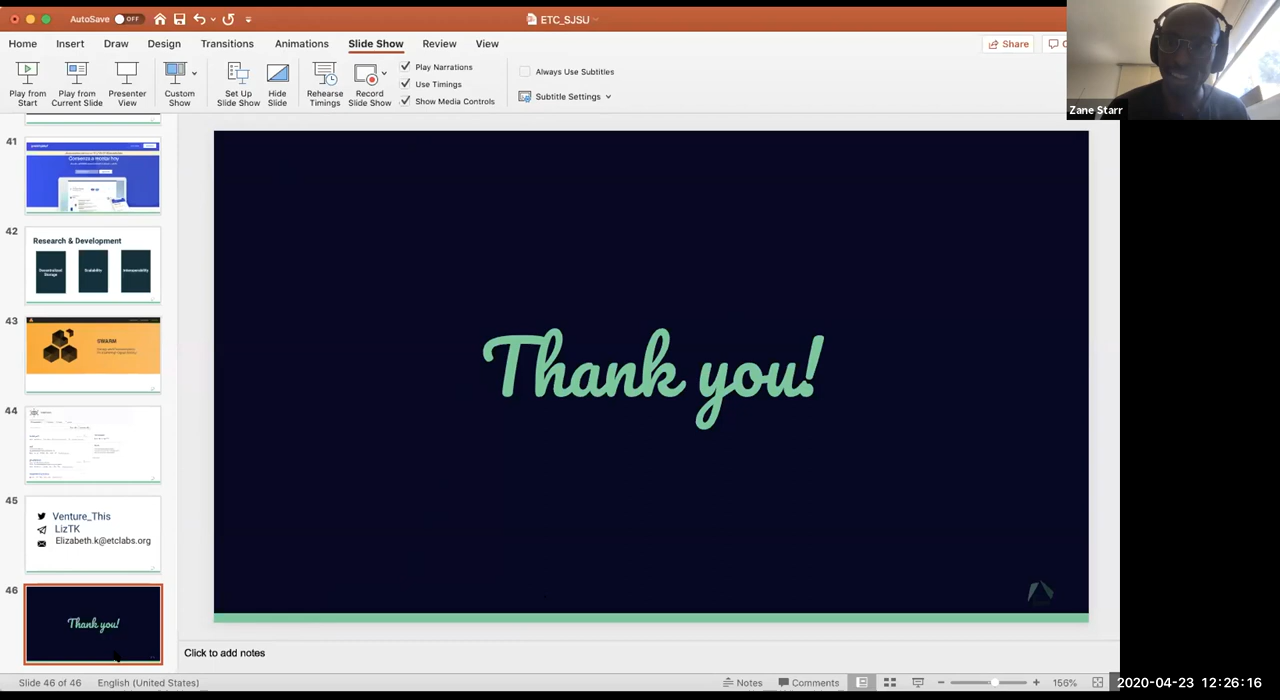 AutoSave OFF
ETC_SJSU
Home Insert Draw Design Transitions Animations Slide Show Review View
Share
Play from Start
Play from Current Slide
Presenter View
Custom Show
Set Up Slide Show
Hide Slide
Rehearse Timings
Record Slide Show
Play Narrations
Use Timings
Show Media Controls
Always Use Subtitles
Subtitle Settings
Zane Starr
41
42
Research & Development
Decentralized Storage
Scalability
Interoperability
43
SWARM
44
45
Venture_This
LizTK
Elizabeth.k@etclabs.org
46
Thank you!
Thank you!
Click to add notes
Slide 46 of 46 English (United States)
Notes Comments 156%
2020-04-23 12:26:16